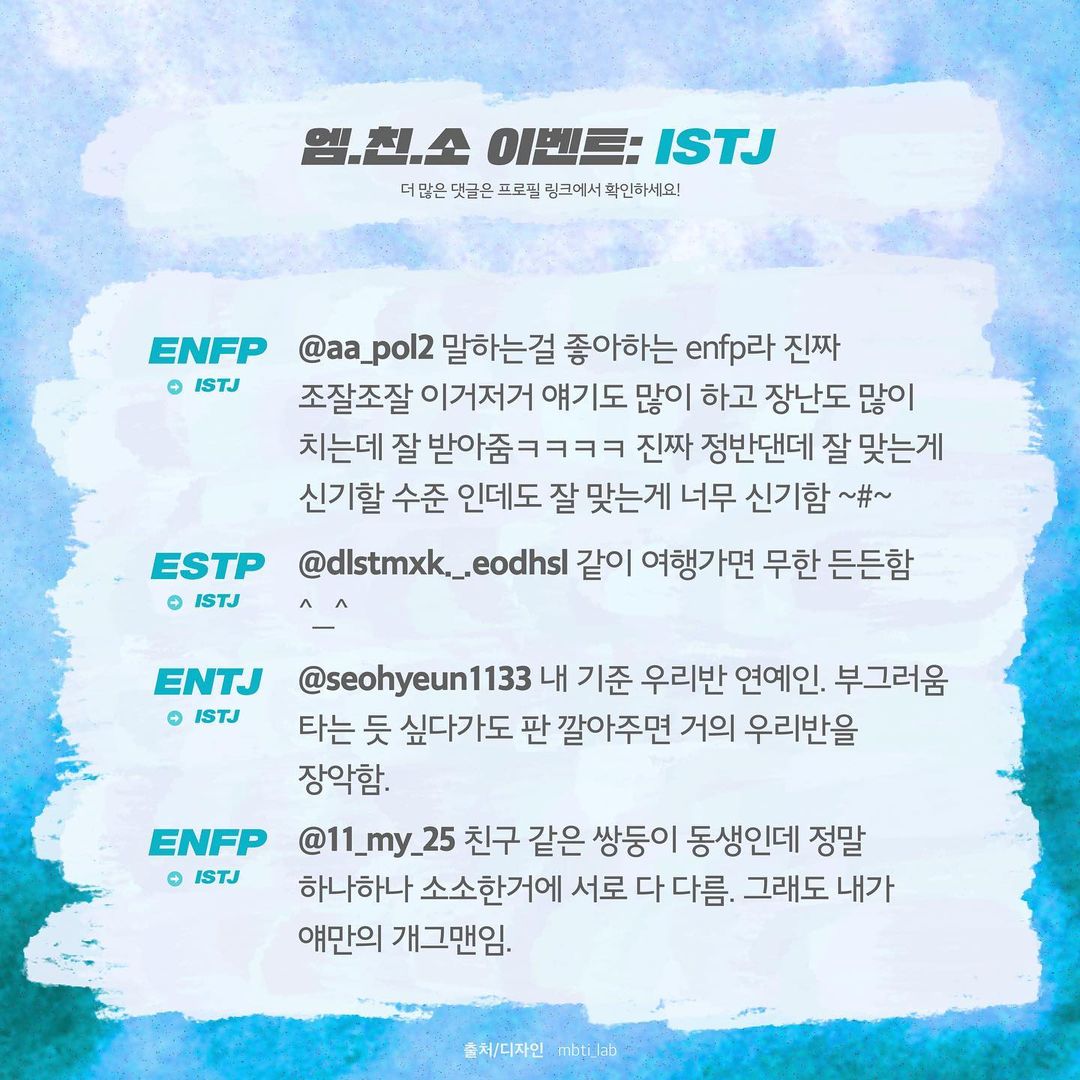 엠.친.소 이벤트: ISTJ
더 많은 댓글은 프로필 링크에서 확인하세요!
ENFP
ISTJ
@aa_pol2 말하는걸 좋아하는 enfp라 진짜
조잘조잘 이거저거 얘기도 많이 하고 장난도 많이
치는데 잘 받아줌ㅋㅋㅋㅋ 진짜 정반댄데 잘 맞는게
신기할 수준 인데도 잘 맞는게 너무 신기함 ~#~
ESTP
ISTJ
@dlstmxk._.eodhsl 같이 여행가면 무한 든든함
^__^
ENTJ
ISTJ
@seohyeun1133 내 기준 우리반 연예인. 부그러움
타는 듯 싶다가도 판 깔아주면 거의 우리반을
장악함.
ENFP
ISTJ
@11_my_25 친구 같은 쌍둥이 동생인데 정말
하나하나 소소한거에 서로 다 다름. 그래도 내가
얘만의 개그맨임.
출처/디자인 mbti_lab